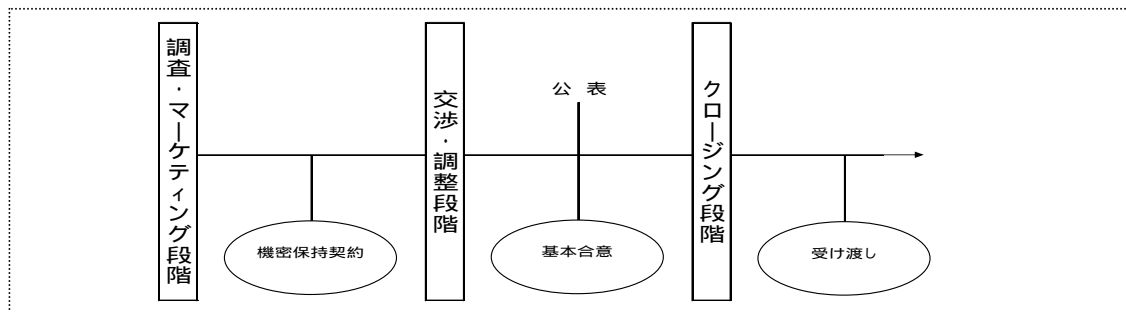 調査・マーケティング段階
機密保持契約
交渉・調整段階
公表
基本合意
クロージング段階
受け渡し